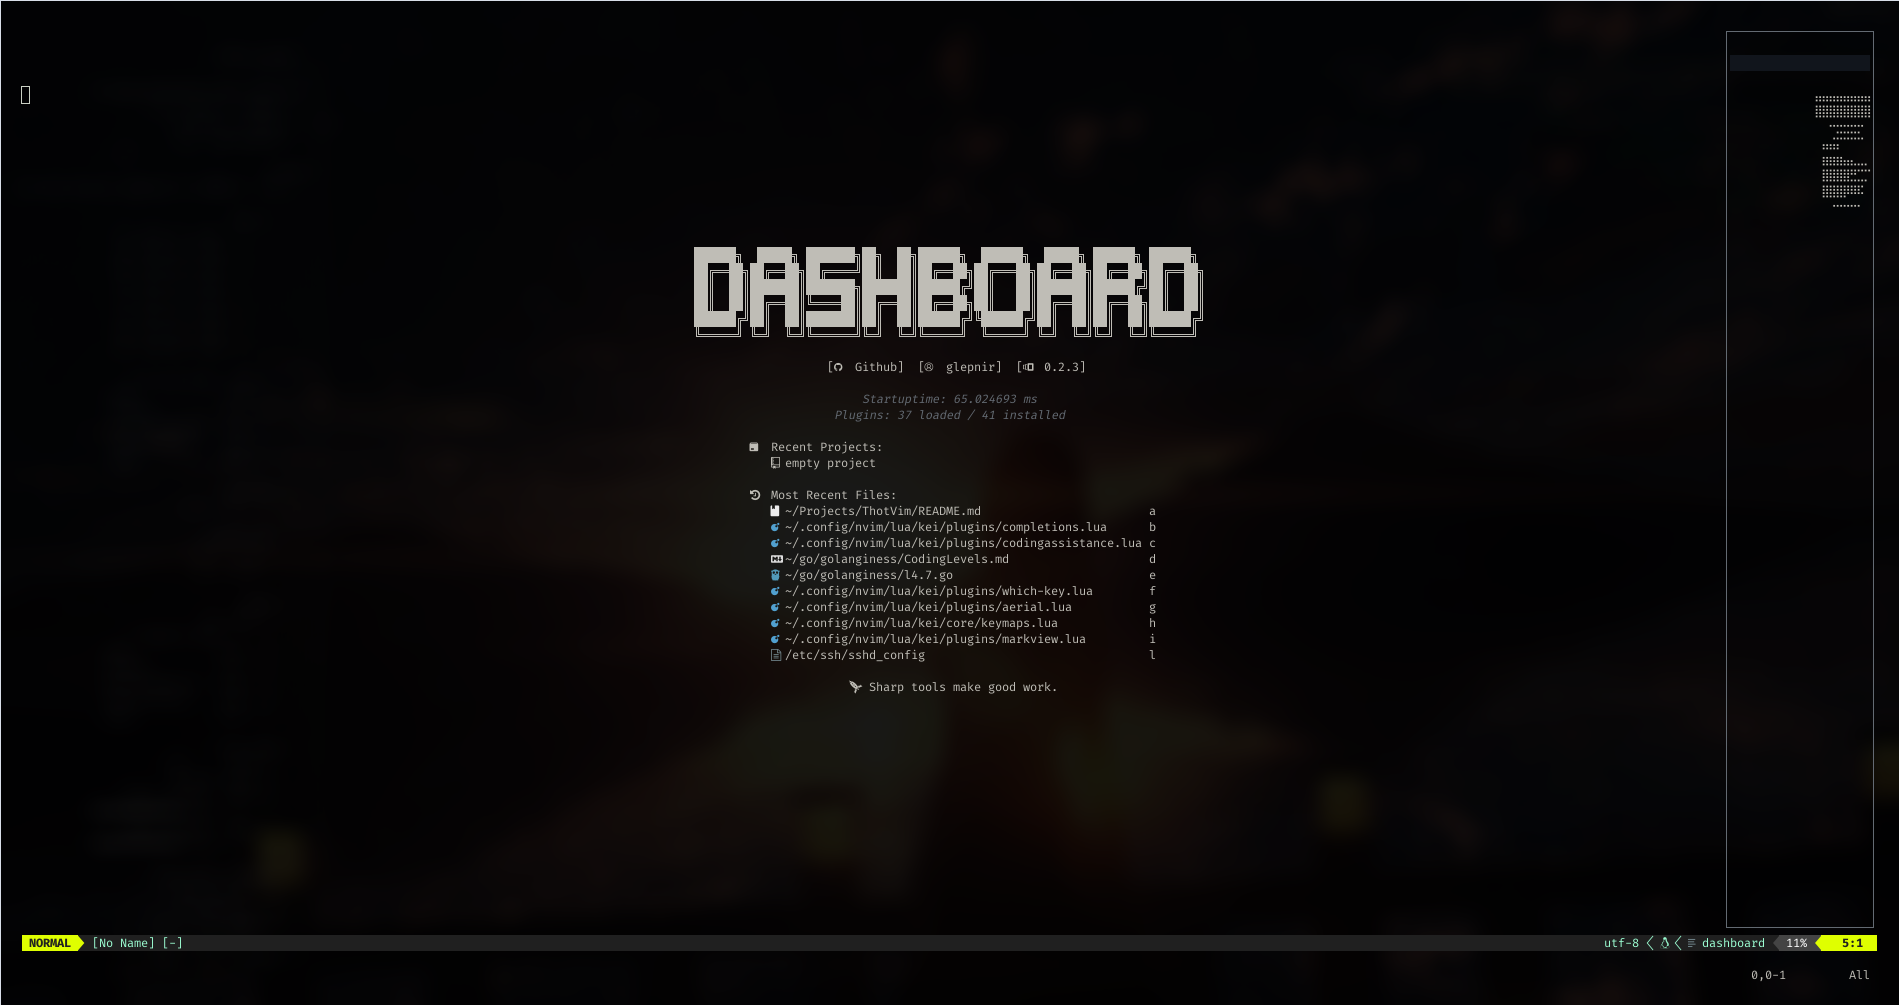 DASHBOARD
[ Github] [ glepnir] [ 0.2.3]
Startuptime: 65.024693 ms
Plugins: 37 loaded / 41 installed
Recent Projects:
empty project
Most Recent Files:
~/Projects/ThotVim/README.md a
~/.config/nvim/lua/kei/plugins/completions.lua b
~/.config/nvim/lua/kei/plugins/codingassistance.lua c
~/go/golanginess/CodingLevels.md d
~/go/golanginess/l4.7.go e
~/.config/nvim/lua/kei/plugins/which-key.lua f
~/.config/nvim/lua/kei/plugins/aerial.lua g
~/.config/nvim/lua/kei/core/keymaps.lua h
~/.config/nvim/lua/kei/plugins/markview.lua i
/etc/ssh/sshd_config l
Sharp tools make good work.
NORMAL [No Name] [-] utf-8 dashboard 11% 5:1
0,0-1 All